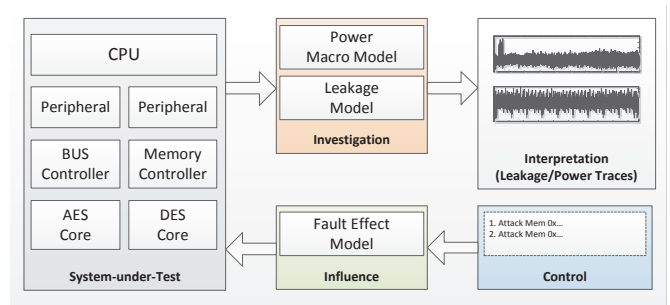 CPU
Peripheral
Peripheral
BUS
Controller
Memory
Controller
AES
Core
DES
Core
System-under-Test
Power
Macro Model
Leakage
Model
Investigation
Interpretation
(Leakage/Power Traces)
Fault Effect
Model
Influence
1. Attack Mem 0x...
2. Attack Mem 0x...
Control